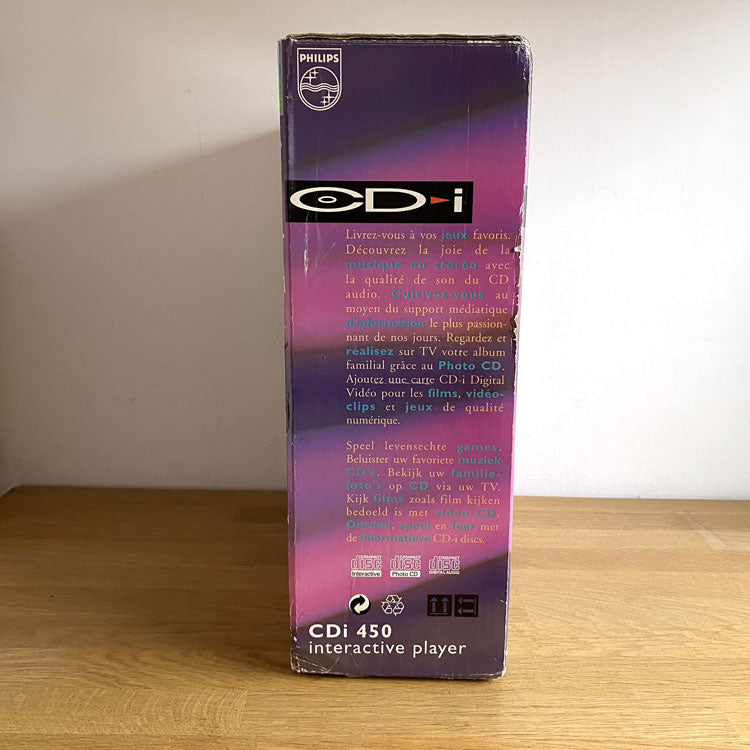 PHILIPS
CD-i
Livrez-vous à vos jeux favoris.
Découvrez la joie de la
musique en stéréo avec
la qualité de son du CD
audio. Cultivez-vous au
moyen du support médiatique
d'information le plus passion-
nant de nos jours. Regardez et
réalisez sur TV votre album
familial grâce au Photo CD.
Ajoutez une carte CD-i Digital
Vidéo pour les films, vidéo-
clips et jeux de qualité
numérique.
Speel levensechte games.
Beluister uw favoriete muziek
CD's. Bekijk uw familie-
foto's op CD via uw TV.
Kijk films zoals film kijken
bedoeld is met video CD.
Ontdek, speel en leer met
de informatieve CD-i discs.
COMPACT disc Interactive
COMPACT disc Photo CD
COMPACT disc DIGITAL AUDIO
CDi 450
interactive player